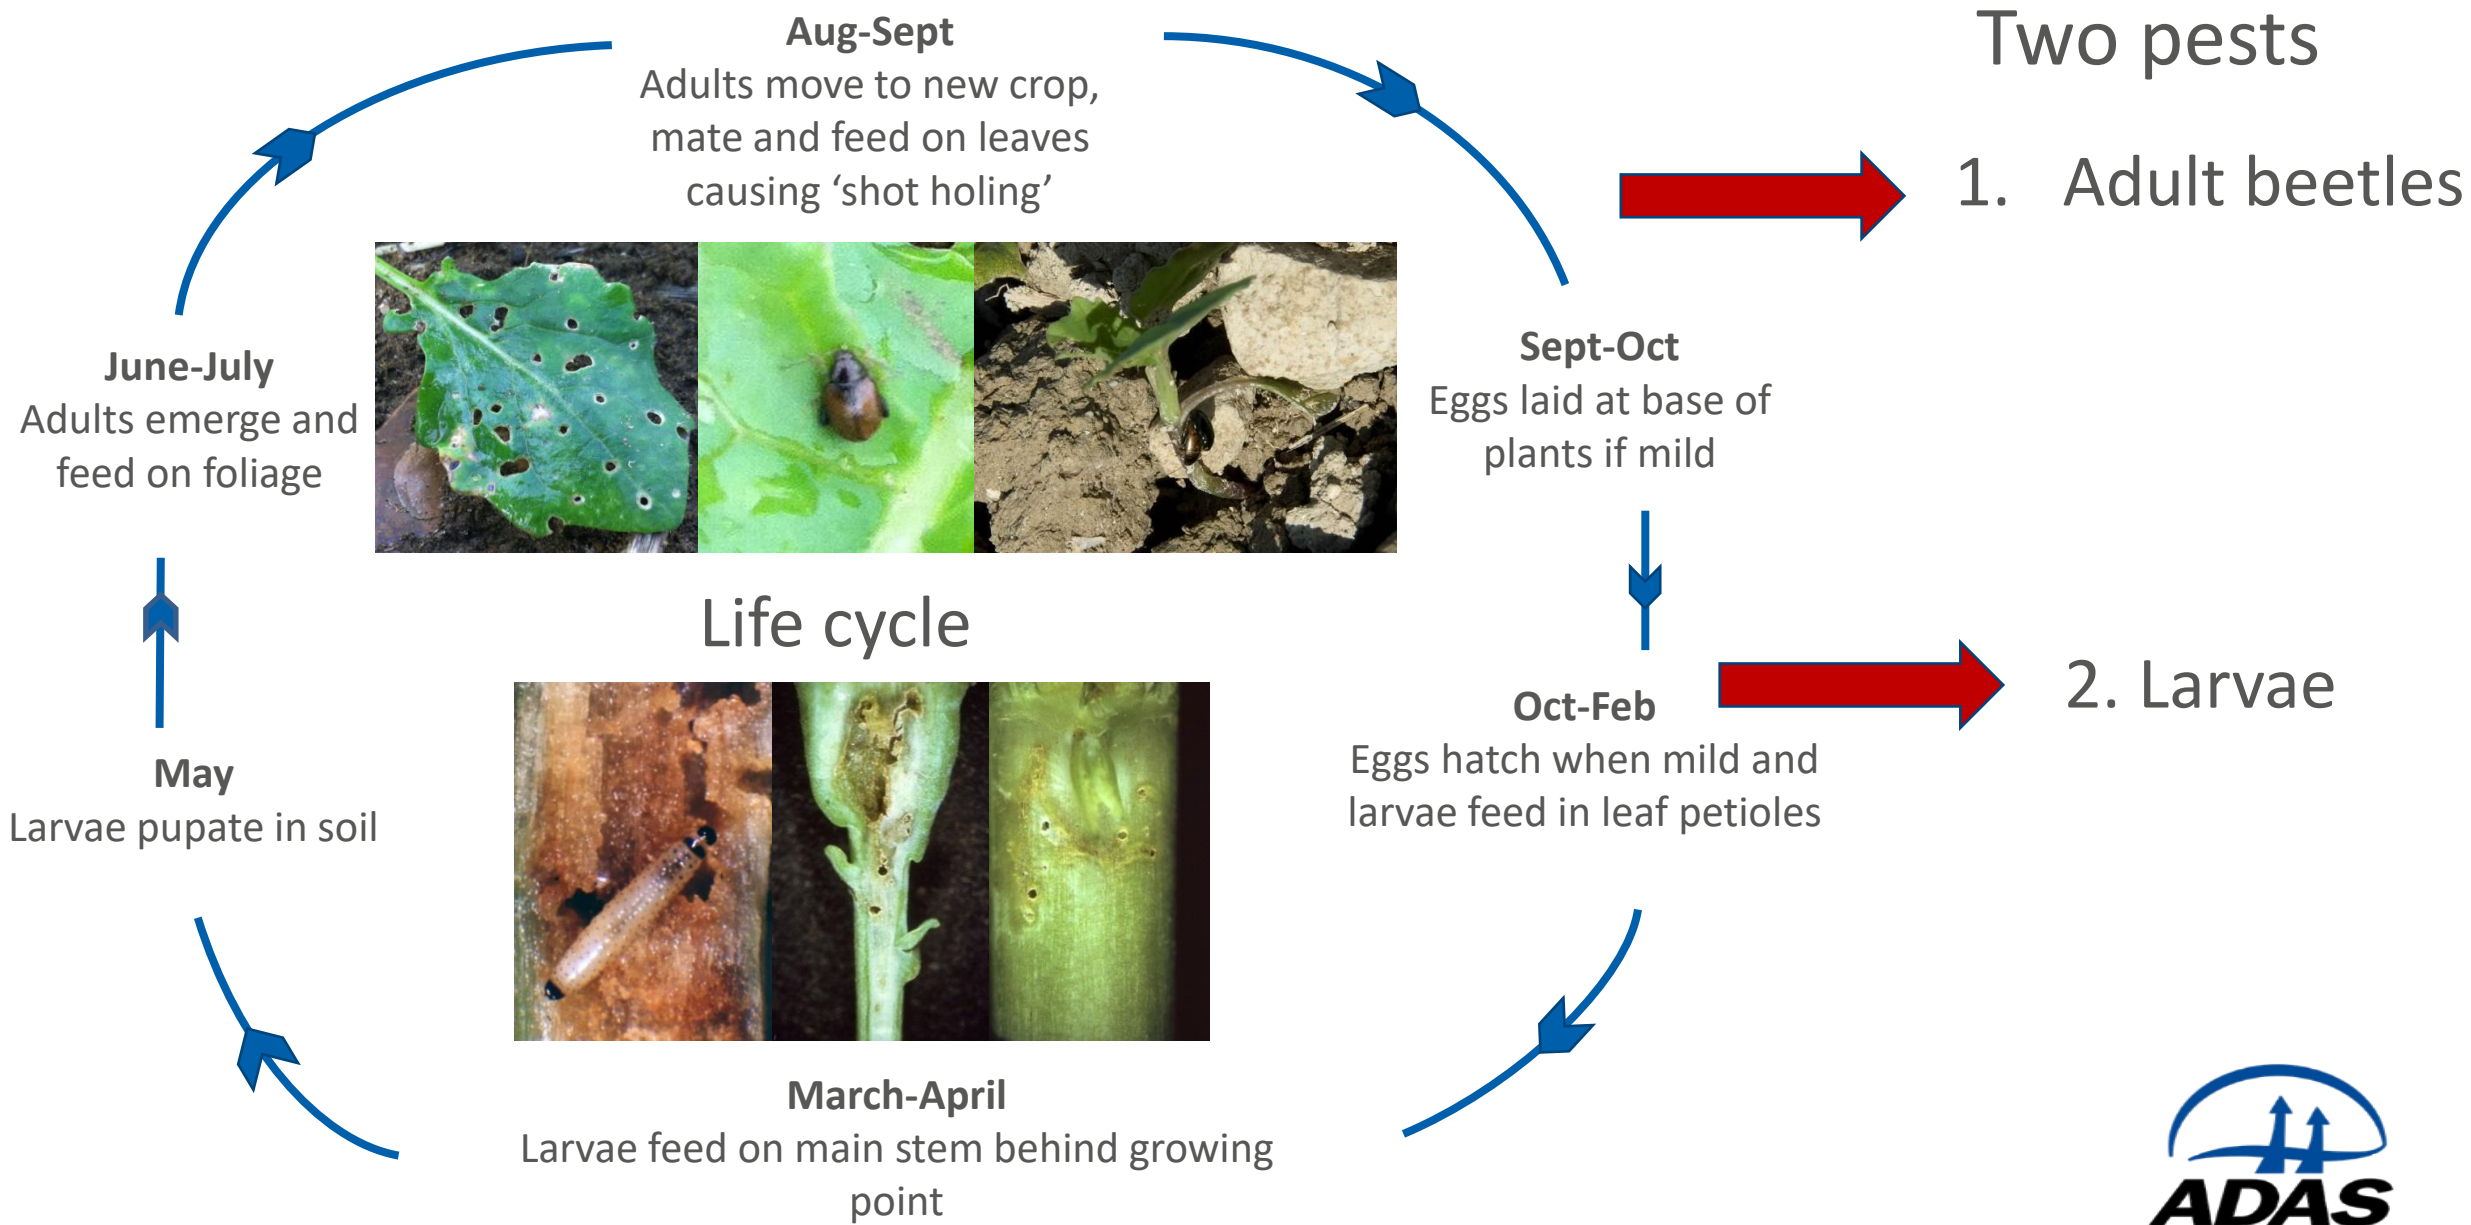 Two pests
1. Adult beetles
Aug-Sept
Adults move to new crop,
mate and feed on leaves
causing ‘shot holing’
Sept-Oct
Eggs laid at base of
plants if mild
2. Larvae
Oct-Feb
Eggs hatch when mild and
larvae feed in leaf petioles
March-April
Larvae feed on main stem behind growing
point
May
Larvae pupate in soil
June-July
Adults emerge and
feed on foliage
Life cycle
ADAS